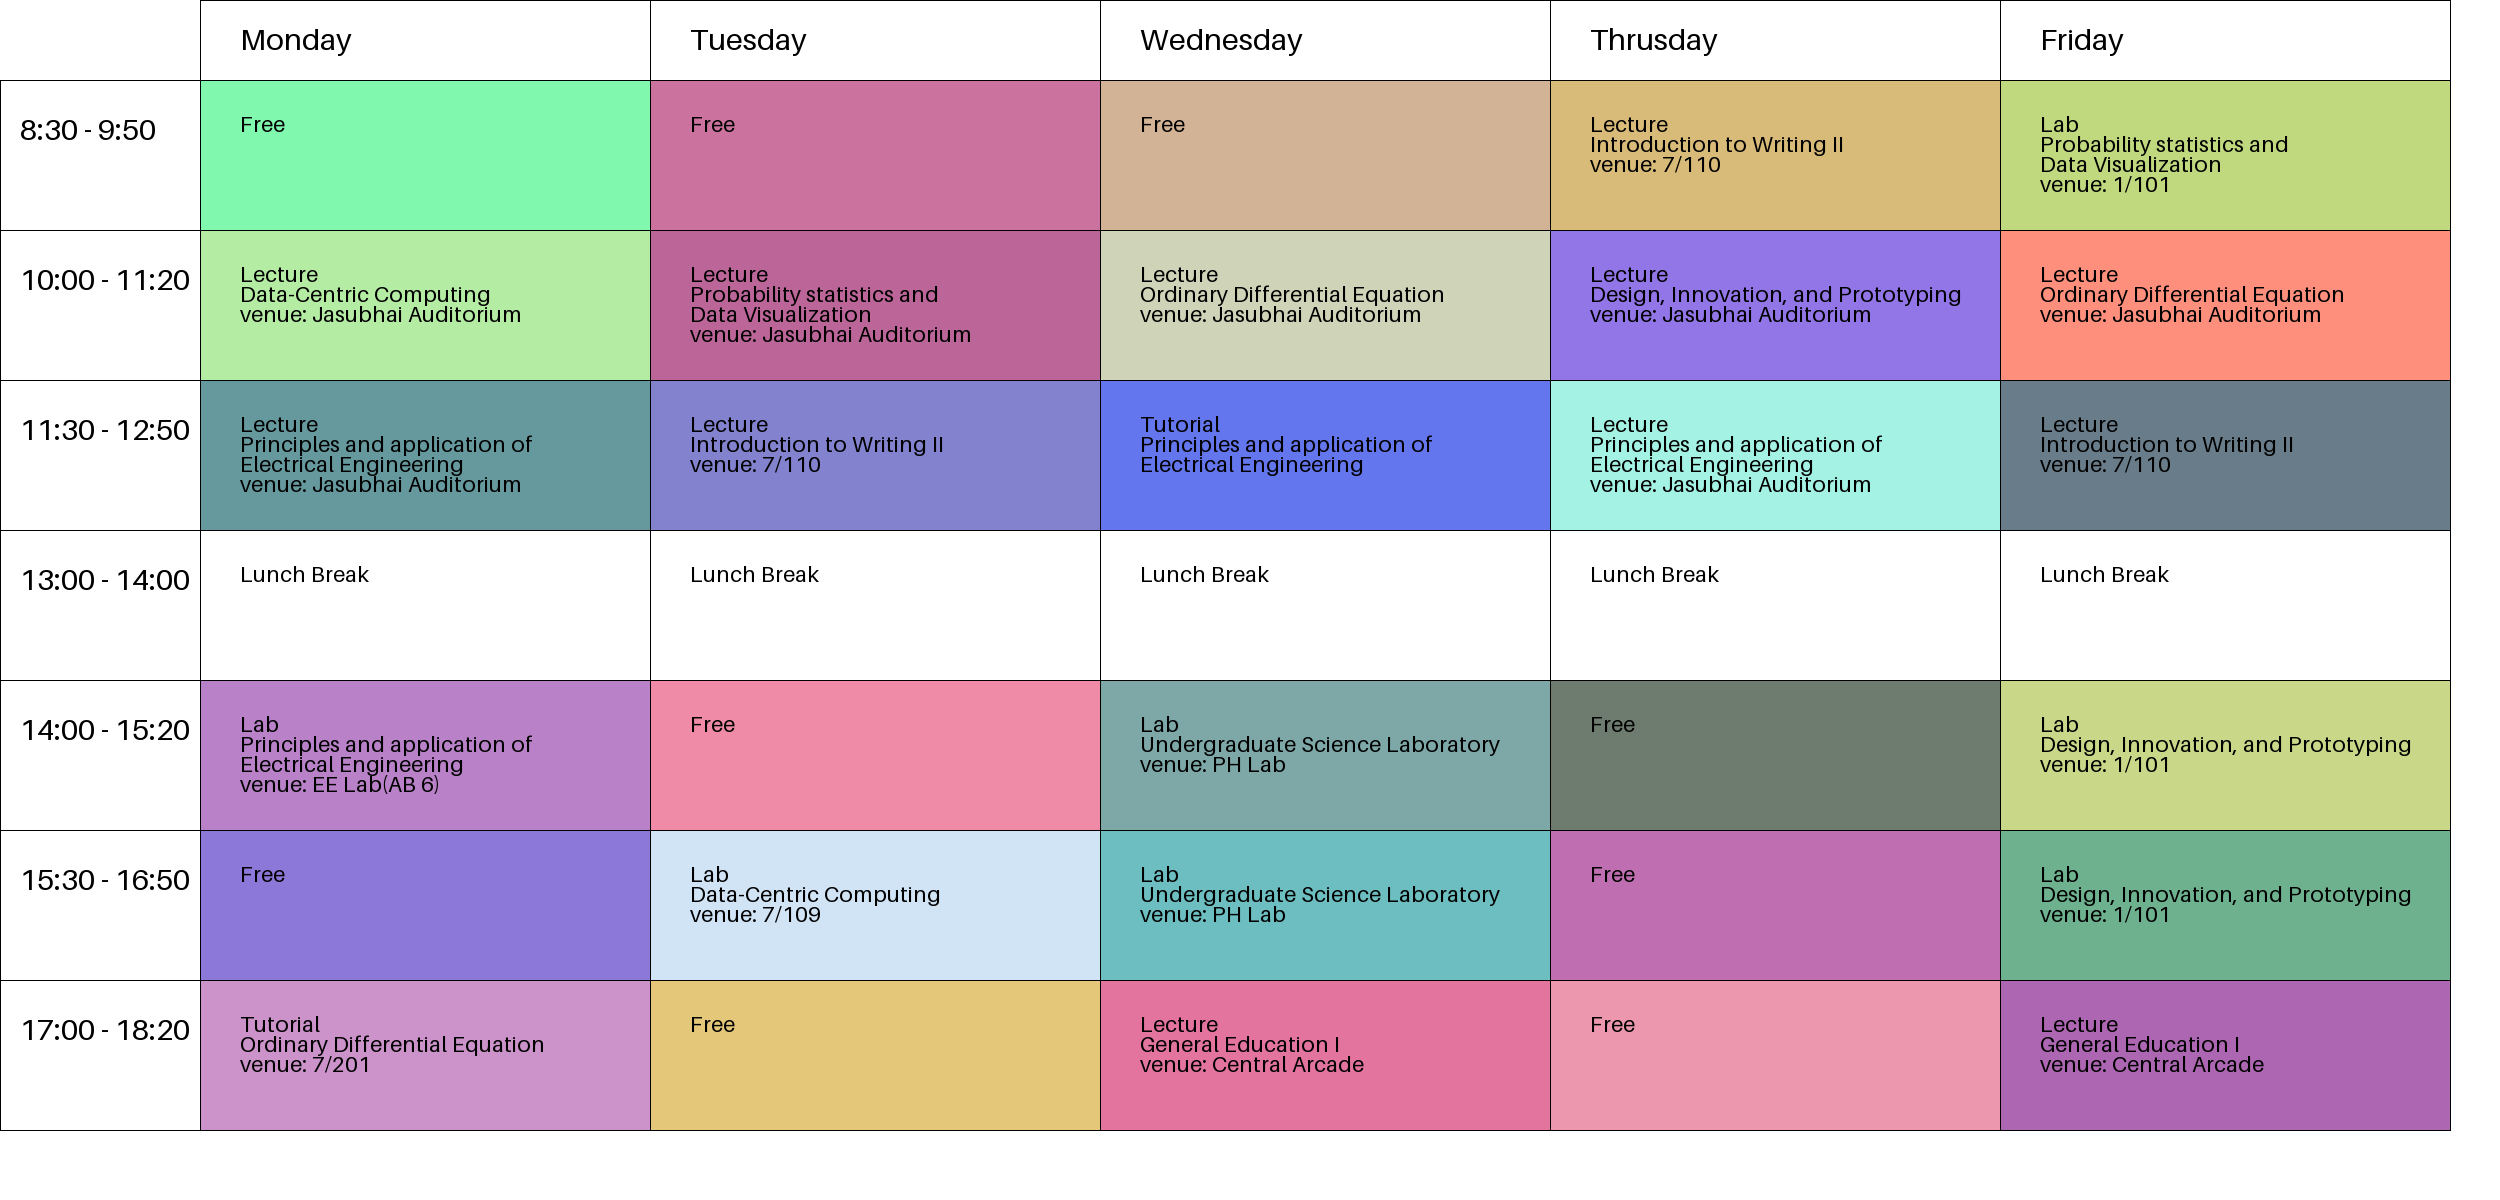 Monday
Tuesday
Wednesday
Thrusday
Friday
8:30 - 9:50
Free
Free
Free
Lecture
Introduction to Writing II
venue: 7/110
Lab
Probability statistics and
Data Visualization
venue: 1/101
10:00 - 11:20
Lecture
Data-Centric Computing
venue: Jasubhai Auditorium
Lecture
Probability statistics and
Data Visualization
venue: Jasubhai Auditorium
Lecture
Ordinary Differential Equation
venue: Jasubhai Auditorium
Lecture
Design, Innovation, and Prototyping
venue: Jasubhai Auditorium
Lecture
Ordinary Differential Equation
venue: Jasubhai Auditorium
11:30 - 12:50
Lecture
Principles and application of
Electrical Engineering
venue: Jasubhai Auditorium
Lecture
Introduction to Writing II
venue: 7/110
Tutorial
Principles and application of
Electrical Engineering
Lecture
Principles and application of
Electrical Engineering
venue: Jasubhai Auditorium
Lecture
Introduction to Writing II
venue: 7/110
13:00 - 14:00
Lunch Break
Lunch Break
Lunch Break
Lunch Break
Lunch Break
14:00 - 15:20
Lab
Principles and application of
Electrical Engineering
venue: EE Lab(AB 6)
Free
Lab
Undergraduate Science Laboratory
venue: PH Lab
Free
Lab
Design, Innovation, and Prototyping
venue: 1/101
15:30 - 16:50
Free
Lab
Data-Centric Computing
venue: 7/109
Lab
Undergraduate Science Laboratory
venue: PH Lab
Free
Lab
Design, Innovation, and Prototyping
venue: 1/101
17:00 - 18:20
Tutorial
Ordinary Differential Equation
venue: 7/201
Free
Lecture
General Education I
venue: Central Arcade
Free
Lecture
General Education I
venue: Central Arcade